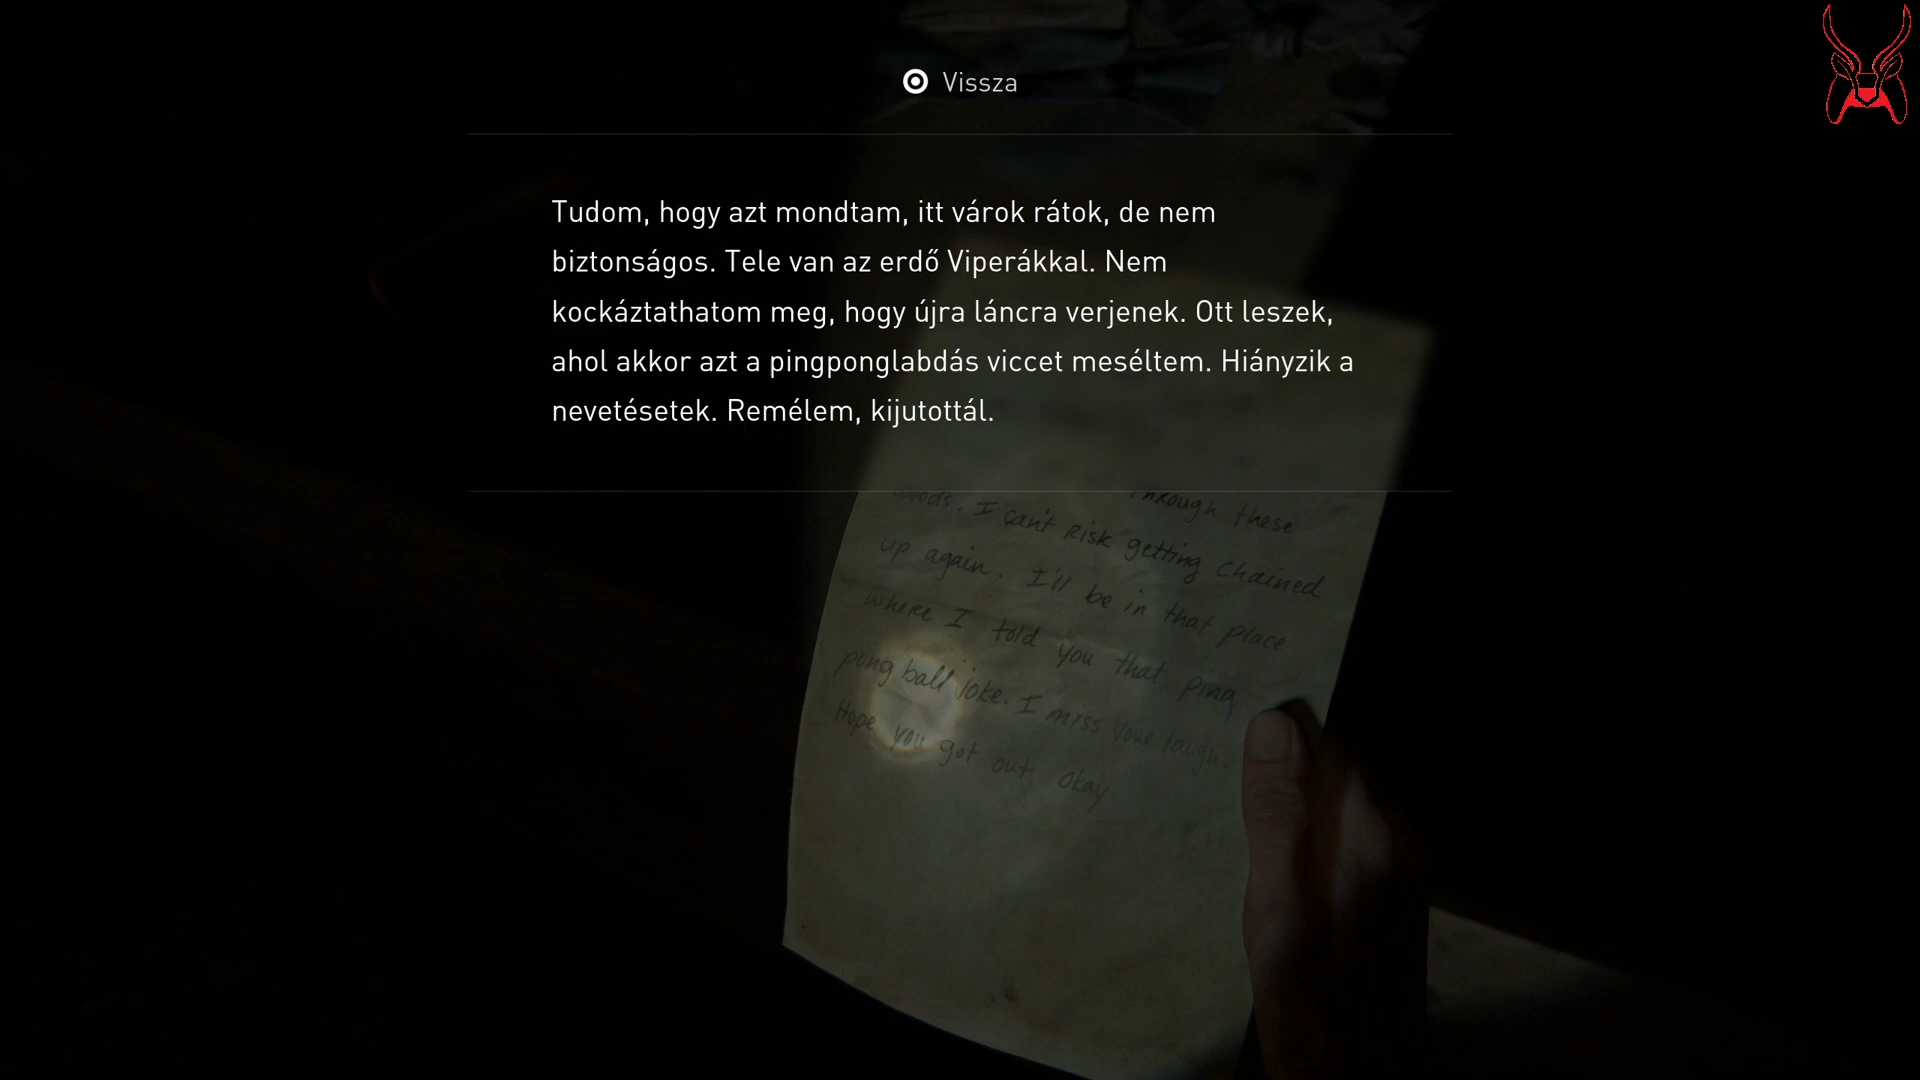 Vissza
Tudom, hogy azt mondtam, itt várok rátok, de nem
biztonságos. Tele van az erdő Viperákkal. Nem
kockáztathatom meg, hogy újra láncra verjenek. Ott leszek,
ahol akkor azt a pingponglabdás viccet meséltem. Hiányzik a
nevetésetek. Remélem, kijutottál.
Through these
woods. I can't risk getting chained
up again. I'll be in that place
where I told you that ping
pong ball joke. I miss your laugh.
Hope you got out okay.